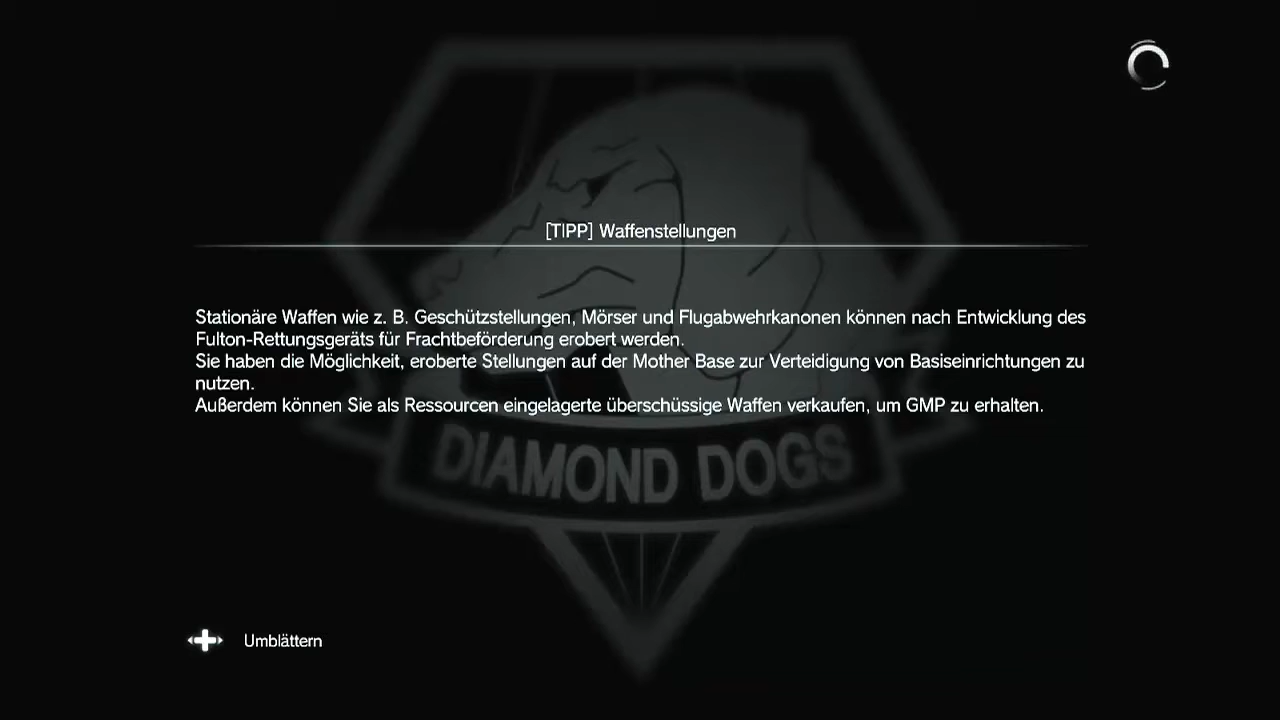 [TIPP] Waffenstellungen
Stationäre Waffen wie z. B. Geschützstellungen, Mörser und Flugabwehrkanonen können nach Entwicklung des
Fulton-Rettungsgeräts für Frachtbeförderung erobert werden.
Sie haben die Möglichkeit, eroberte Stellungen auf der Mother Base zur Verteidigung von Basiseinrichtungen zu
nutzen.
Außerdem können Sie als Ressourcen eingelagerte überschüssige Waffen verkaufen, um GMP zu erhalten.
DIAMOND DOGS
Umblättern